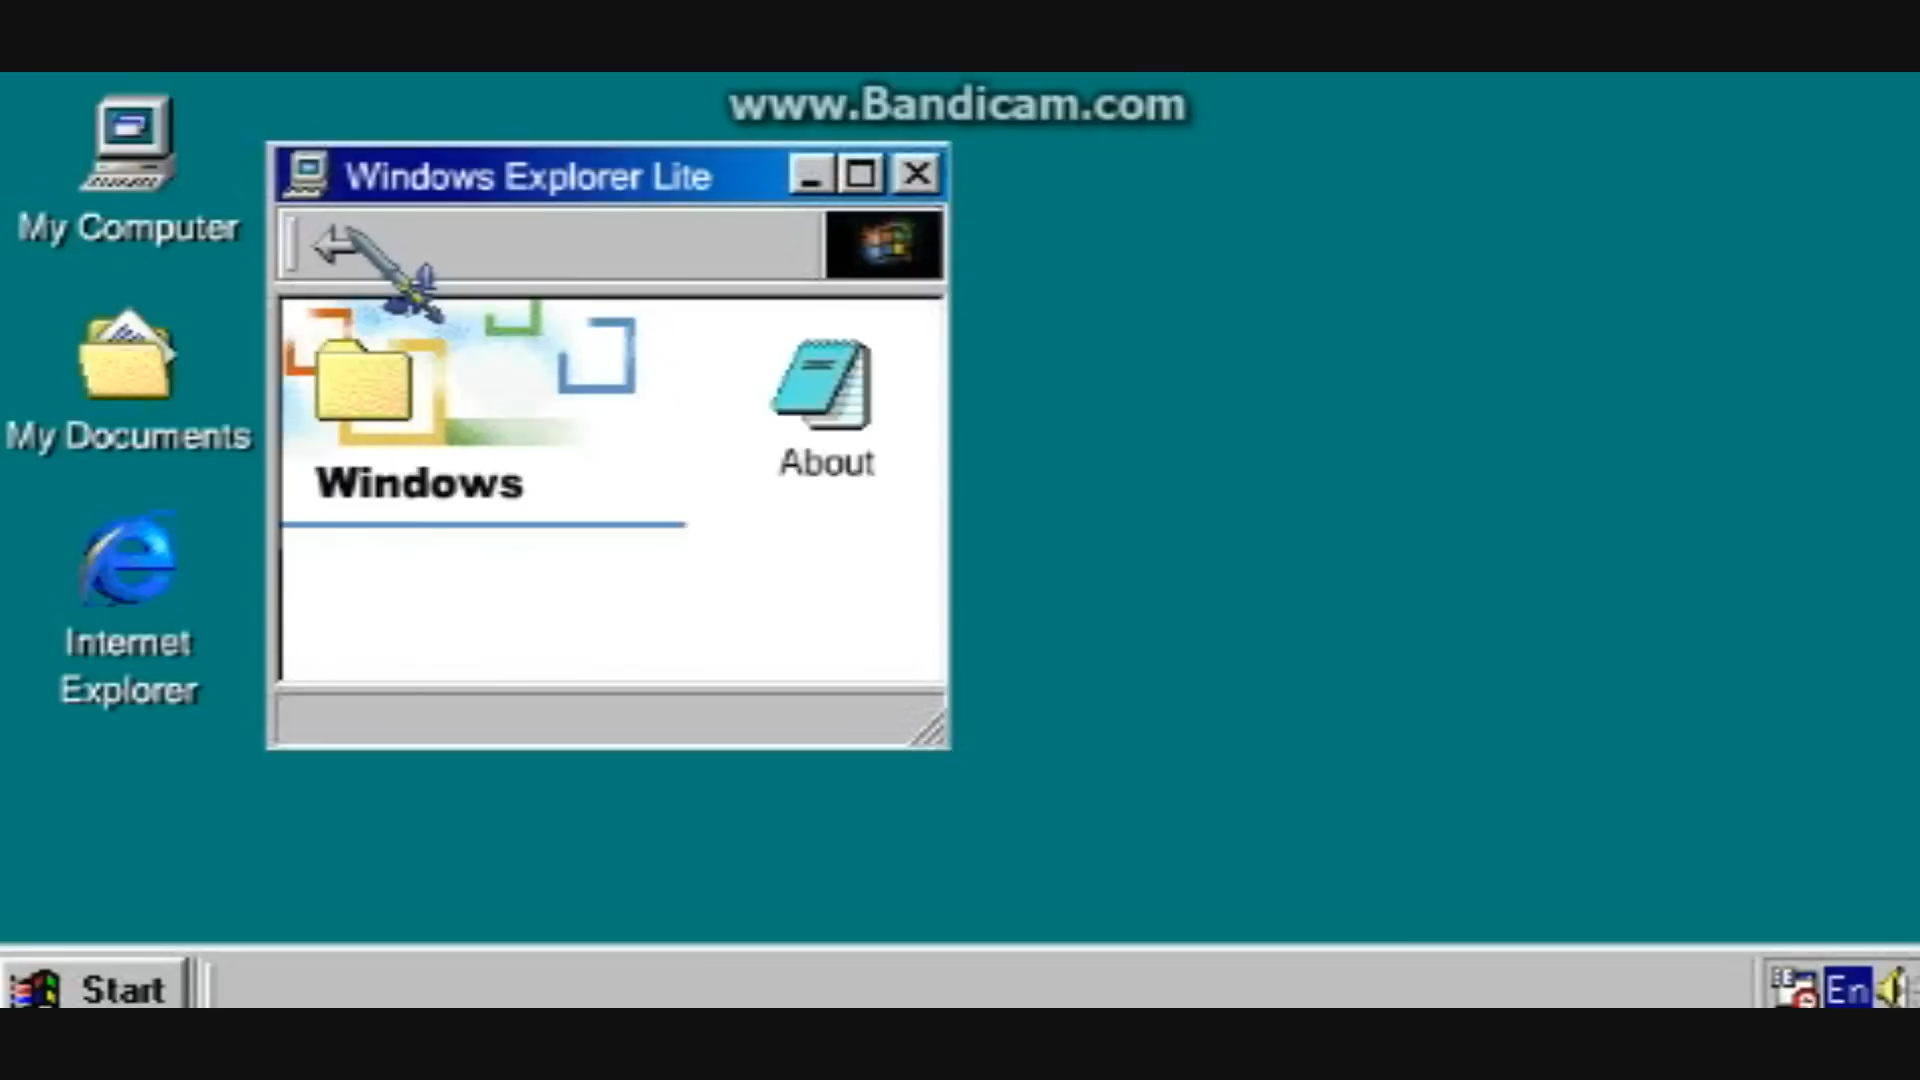 www.Bandicam.com
My Computer
Windows Explorer Lite
My Documents
Windows
About
Internet
Explorer
Start
En